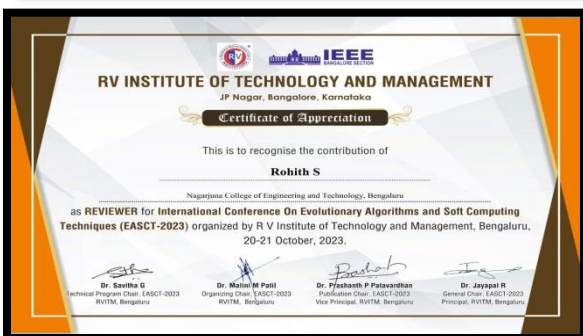 RV
IEEE
BANGALORE SECTION
RV INSTITUTE OF TECHNOLOGY AND MANAGEMENT
JP Nagar, Bangalore, Karnataka
Certificate of Appreciation
This is to recognise the contribution of
Rohith S
Nagarjuna College of Engineering and Technology, Bengaluru
as REVIEWER for International Conference On Evolutionary Algorithms and Soft Computing
Techniques (EASCT-2023) organized by R V Institute of Technology and Management, Bengaluru,
20-21 October, 2023.
Dr. Savitha G
Technical Program Chair, EASCT-2023
RVITM, Bengaluru
Dr. Malini M Patil
Organizing Chair, EASCT-2023
RVITM, Bengaluru
Dr. Prashanth P Patavardhan
Publication Chair, EASCT-2023
Vice Principal, RVITM, Bengaluru
Dr. Jayapal R
General Chair, EASCT-2023
Principal, RVITM, Bengaluru